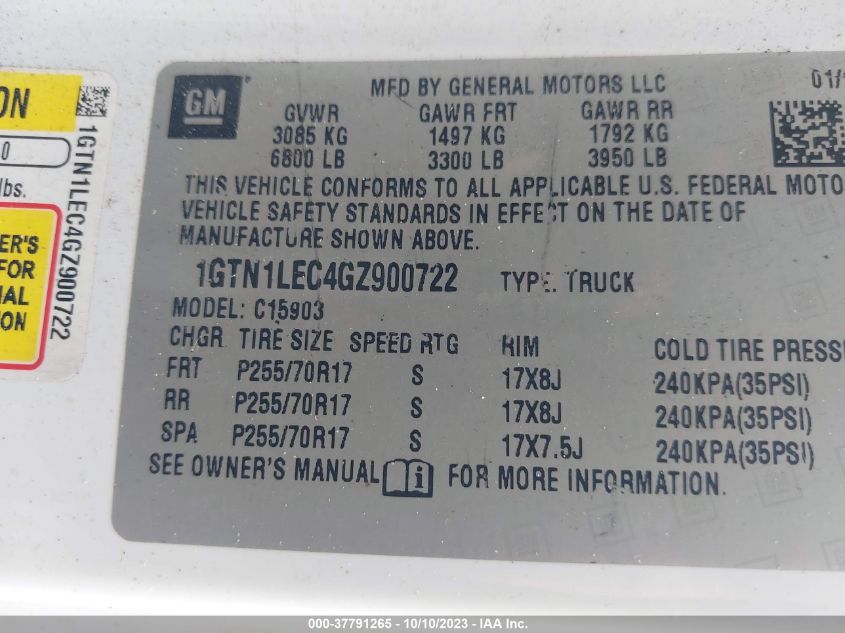 ON
0
lbs.
ER'S
FOR
IAL
ION
1GTN1LEC4GZ900722
GM
MFD BY GENERAL MOTORS LLC
01/1
GVWR GAWR FRT GAWR RR
3085 KG 1497 KG 1792 KG
6800 LB 3300 LB 3950 LB
THIS VEHICLE CONFORMS TO ALL APPLICABLE U.S. FEDERAL MOTO
VEHICLE SAFETY STANDARDS IN EFFECT ON THE DATE OF
MANUFACTURE SHOWN ABOVE.
1GTN1LEC4GZ900722 TYPE: TRUCK
MODEL: C15903
CHGR TIRE SIZE SPEED RTG RIM COLD TIRE PRESSU
FRT P255/70R17 S 17X8J 240KPA(35PSI)
RR P255/70R17 S 17X8J 240KPA(35PSI)
SPA P255/70R17 S 17X7.5J 240KPA(35PSI)
SEE OWNER'S MANUAL i FOR MORE INFORMATION.
000-37791265 - 10/10/2023 - IAA Inc.